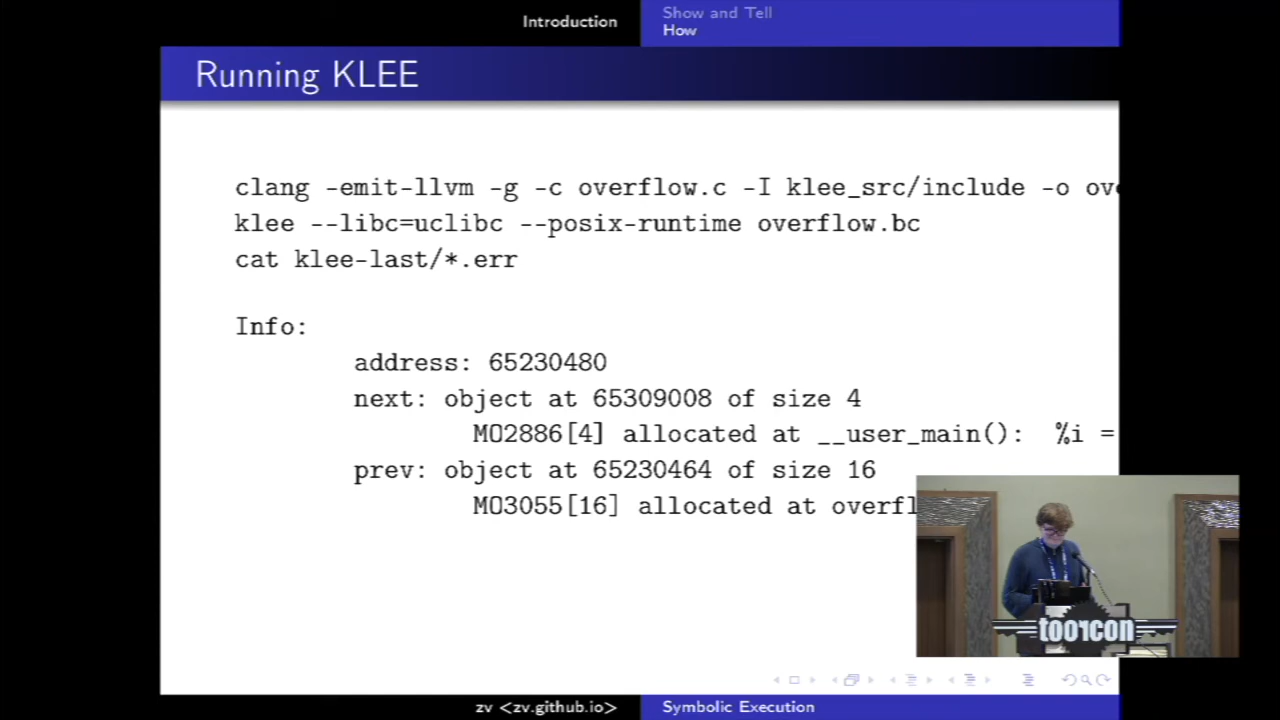 Introduction
Show and Tell
How
Running KLEE
clang -emit-llvm -g -c overflow.c -I klee_src/include -o
klee --libc=uclibc --posix-runtime overflow.bc
cat klee-last/*.err
Info:
address: 65230480
next: object at 65309008 of size 4
MO2886[4] allocated at __user_main(): %i =
prev: object at 65230464 of size 16
MO3055[16] allocated at
toorcon
zv <zv.github.io>
Symbolic Execution